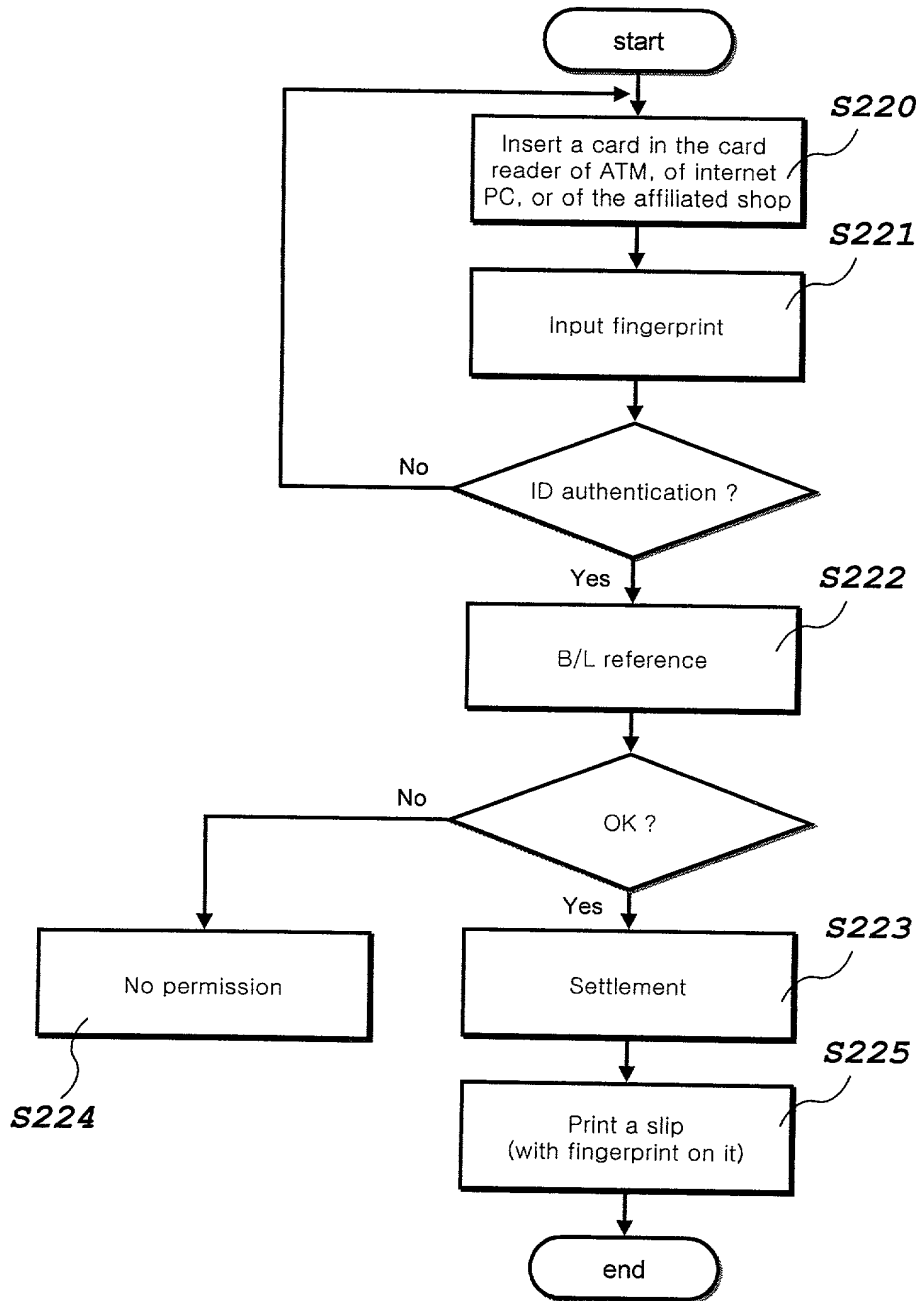 start
S220
Insert a card in the card
reader of ATM, of internet
PC, or of the affiliated shop
S221
Input fingerprint
No
ID authentication ?
Yes
S222
B/L reference
No
OK ?
Yes
S223
No permission
Settlement
S224
S225
Print a slip
(with fingerprint on it)
end